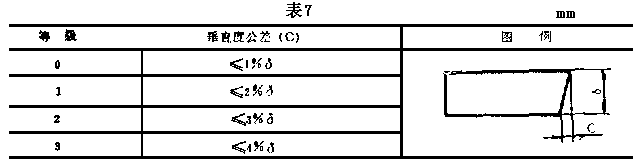 表7
mm
等 级 垂直度公差(C) 图 例
0 ≤1%δ
1 ≤2%δ
2 ≤3%δ
3 ≤4%δ
δ
C